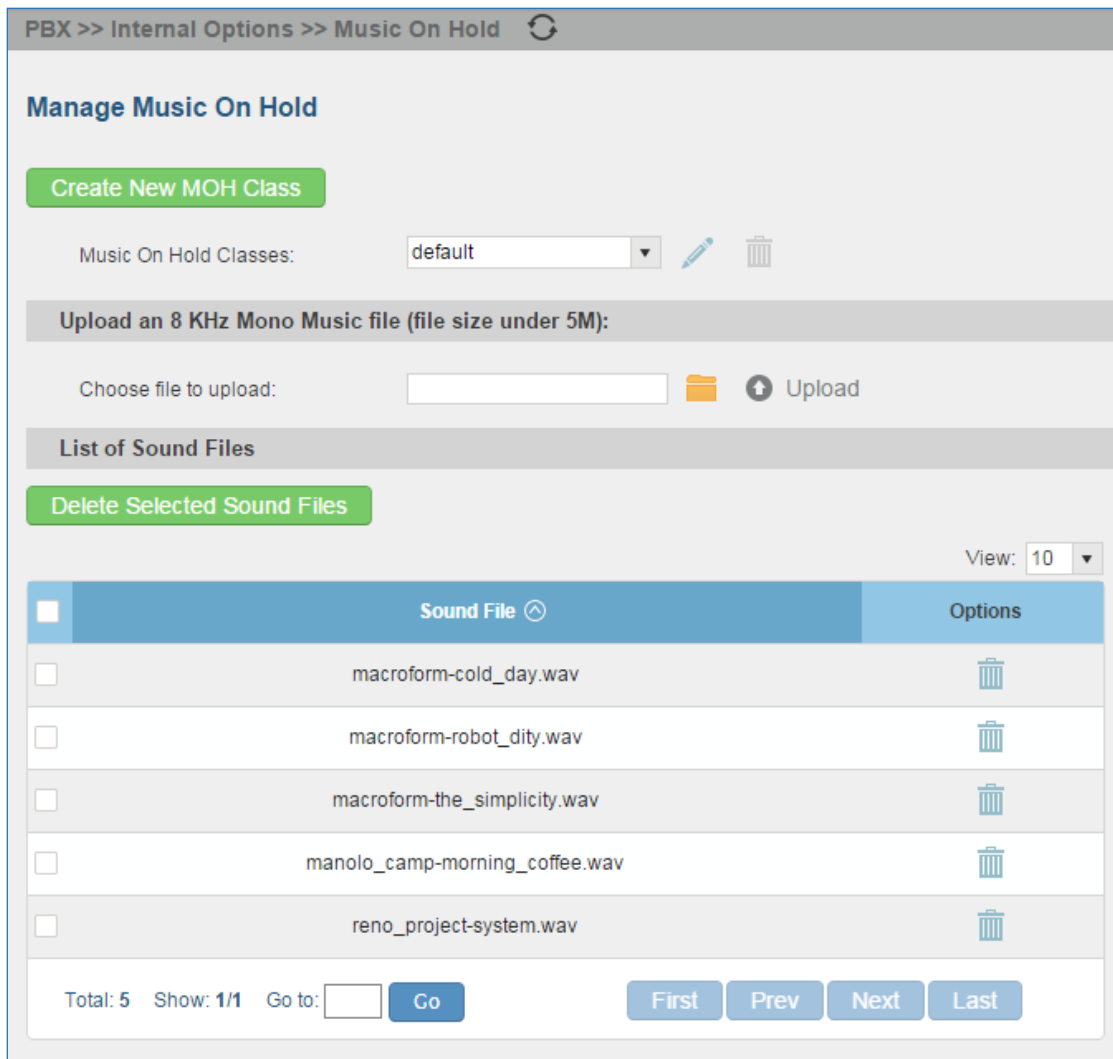 PBX >> Internal Options >> Music On Hold
Manage Music On Hold
Create New MOH Class
Music On Hold Classes: default
Upload an 8 KHz Mono Music file (file size under 5M):
Choose file to upload: Upload
List of Sound Files
Delete Selected Sound Files
View: 10
Sound File Options
macroform-cold_day.wav
macroform-robot_dity.wav
macroform-the_simplicity.wav
manolo_camp-morning_coffee.wav
reno_project-system.wav
Total: 5 Show: 1/1 Go to: Go First Prev Next Last